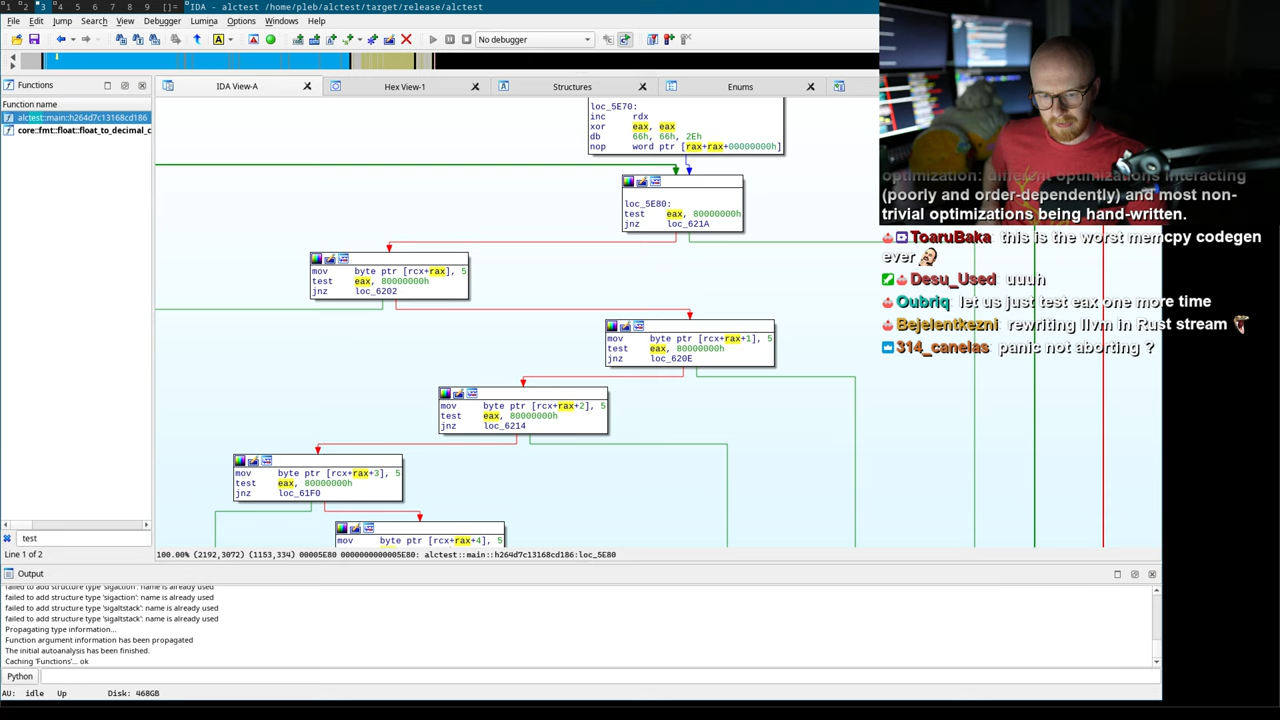 1 2 3 4 5 6 7 8 9 []= IDA - alctest /home/pleb/alctest/target/release/alctest
File Edit Jump Search View Debugger Lumina Options Windows Help
No debugger
Functions
IDA View-A
Hex View-1
Structures
Enums
Function name
alctest::main::h264d7c13168cd186
core::fmt::float::float_to_decimal_c
loc_5E70:
inc rdx
xor eax, eax
db 66h, 66h, 2Eh
nop word ptr [rax+rax+00000000h]
loc_5E80:
test eax, 80000000h
jnz loc_621A
mov byte ptr [rcx+rax], 5
test eax, 80000000h
jnz loc_6202
mov byte ptr [rcx+rax+1], 5
test eax, 80000000h
jnz loc_620E
mov byte ptr [rcx+rax+2], 5
test eax, 80000000h
jnz loc_6214
mov byte ptr [rcx+rax+3], 5
test eax, 80000000h
jnz loc_61F0
mov byte ptr [rcx+rax+4], 5
optimization: different optimizations interacting
(poorly and order-dependently) and most non-
trivial optimizations being hand-written.
ToaruBaka this is the worst memcpy codegen
ever
Desu_Used uuuh
Oubriq let us just test eax one more time
Bejelentkezni rewriting llvm in Rust stream
314_canelas panic not aborting ?
test
Line 1 of 2
100.00% (2192,3072) (1153,334) 00005E80 0000000000005E80: alctest::main::h264d7c13168cd186:loc_5E80
Output
failed to add structure type 'sigaction': name is already used
failed to add structure type 'sigaltstack': name is already used
failed to add structure type 'sigaltstack': name is already used
failed to add structure type 'sigaltstack': name is already used
Propagating type information...
Function argument information has been propagated
The initial autoanalysis has been finished.
Caching 'Functions'... ok
Python
AU: idle Up Disk: 468GB